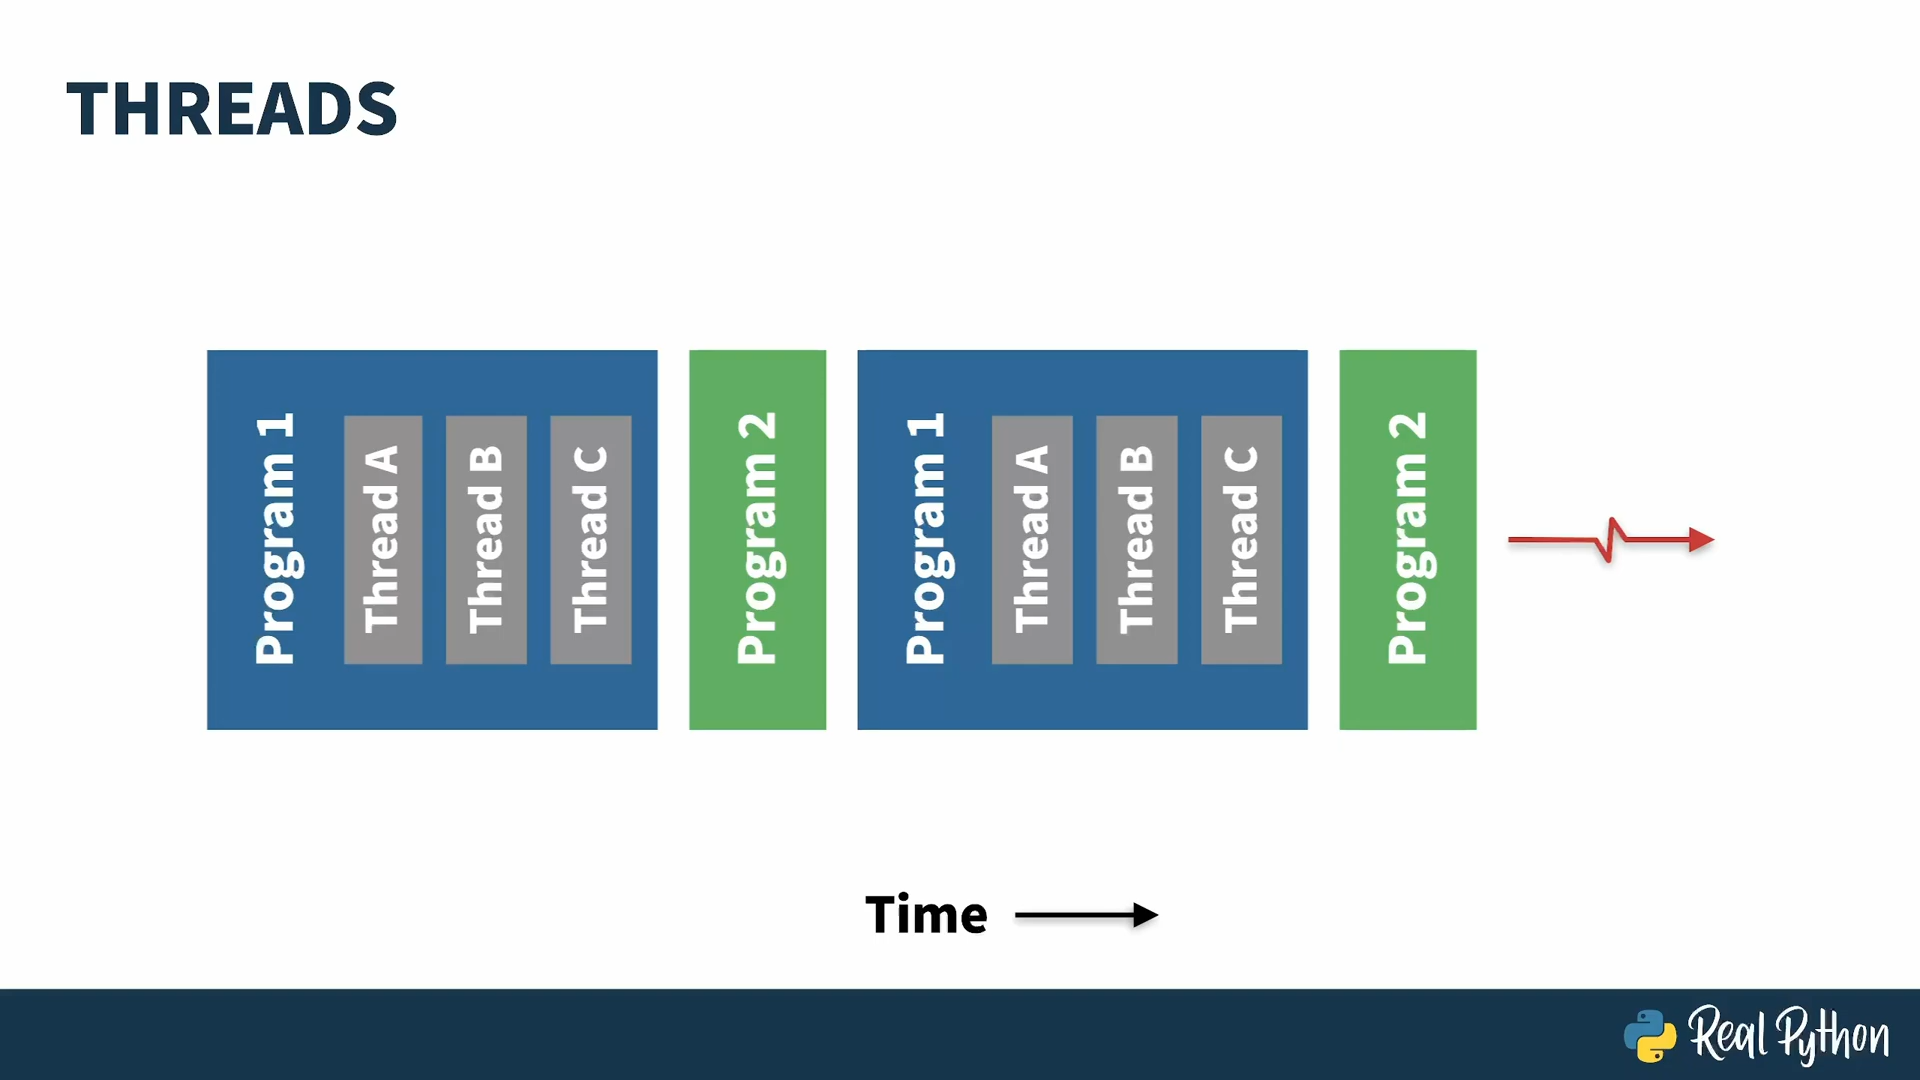 THREADS
Program 1
Thread A
Thread B
Thread C
Program 2
Program 1
Thread A
Thread B
Thread C
Program 2
Time
Real Python